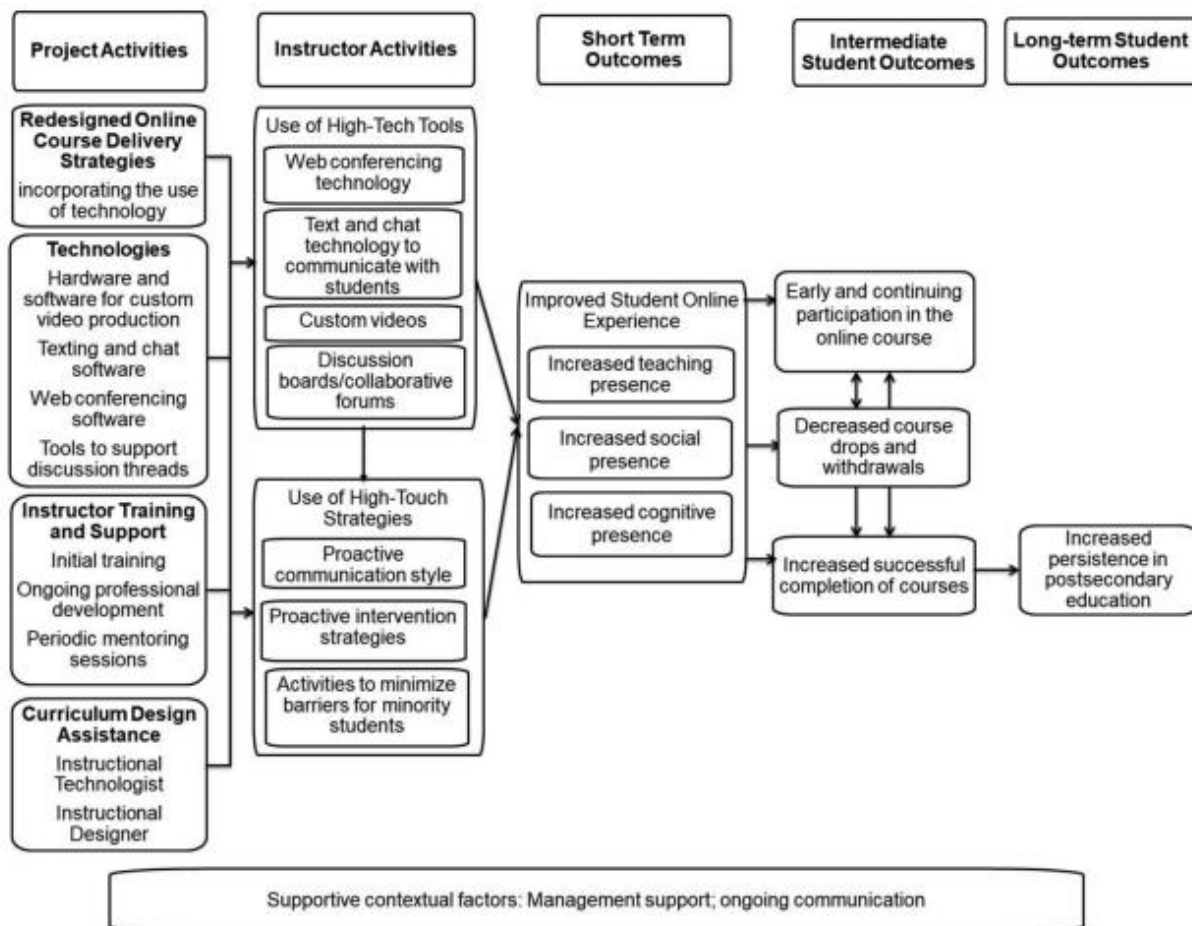 Project Activities
Instructor Activities
Short Term
Outcomes
Intermediate
Student Outcomes
Long-term Student
Outcomes
Redesigned Online
Course Delivery
Strategies
incorporating the use
of technology
Technologies
Hardware and
software for custom
video production
Texting and chat
software
Web conferencing
software
Tools to support
discussion threads
Instructor Training
and Support
Initial training
Ongoing professional
development
Periodic mentoring
sessions
Curriculum Design
Assistance
Instructional
Technologist
Instructional
Designer
Use of High-Tech Tools
Web conferencing
technology
Text and chat
technology to
communicate with
students
Custom videos
Discussion
boards/collaborative
forums
Use of High-Touch
Strategies
Proactive
communication style
Proactive intervention
strategies
Activities to minimize
barriers for minority
students
Improved Student Online
Experience
Increased teaching
presence
Increased social
presence
Increased cognitive
presence
Early and continuing
participation in the
online course
Decreased course
drops and
withdrawals
Increased successful
completion of courses
Increased
persistence in
postsecondary
education
Supportive contextual factors: Management support; ongoing communication